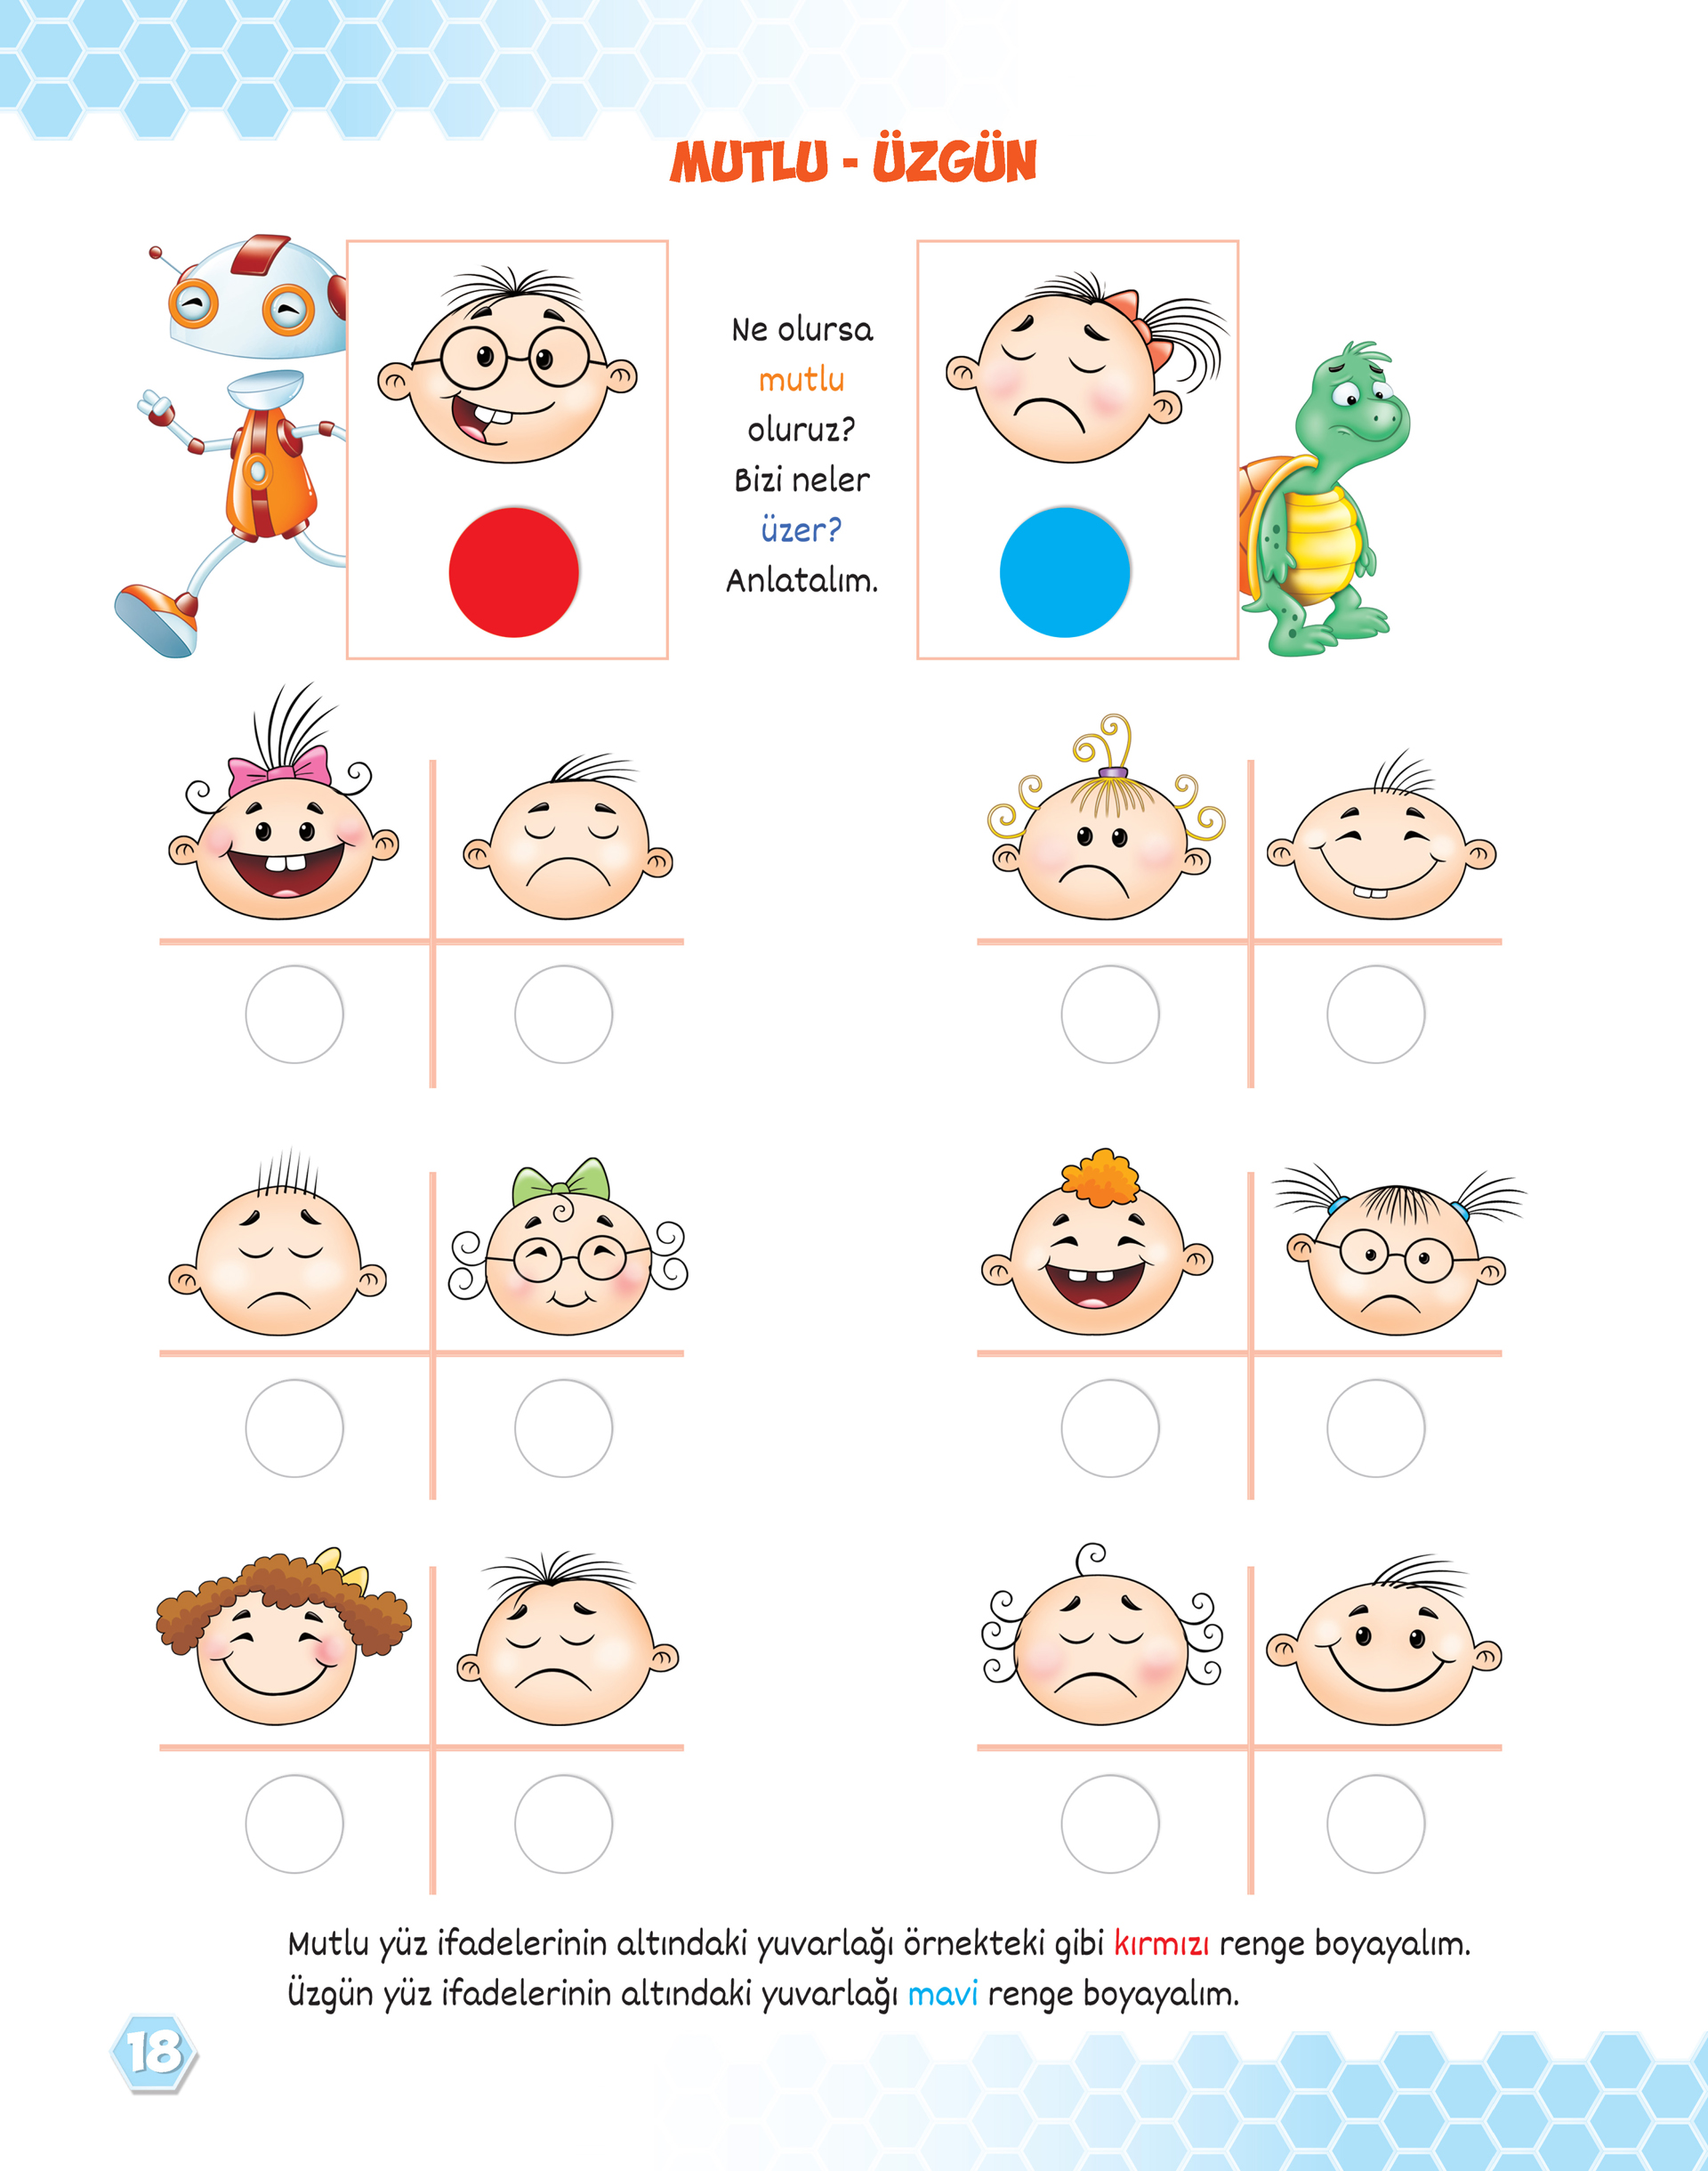 MUTLU - ÜZGÜN
Ne olursa
mutlu
oluruz?
Bizi neler
üzer?
Anlatalım.
Mutlu yüz ifadelerinin altındaki yuvarlağı örnekteki gibi kırmızı renge boyayalım.
Üzgün yüz ifadelerinin altındaki yuvarlağı mavi renge boyayalım.
18